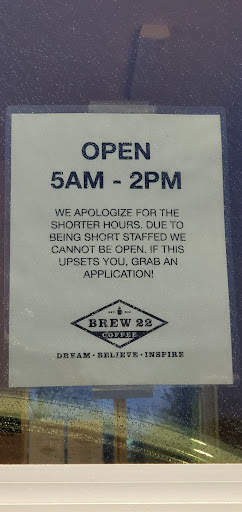 OPEN
5AM - 2PM
WE APOLOGIZE FOR THE
SHORTER HOURS. DUE TO
BEING SHORT STAFFED WE
CANNOT BE OPEN. IF THIS
UPSETS YOU, GRAB AN
APPLICATION!
BREW 22
COFFEE
DREAM • BELIEVE • INSPIRE